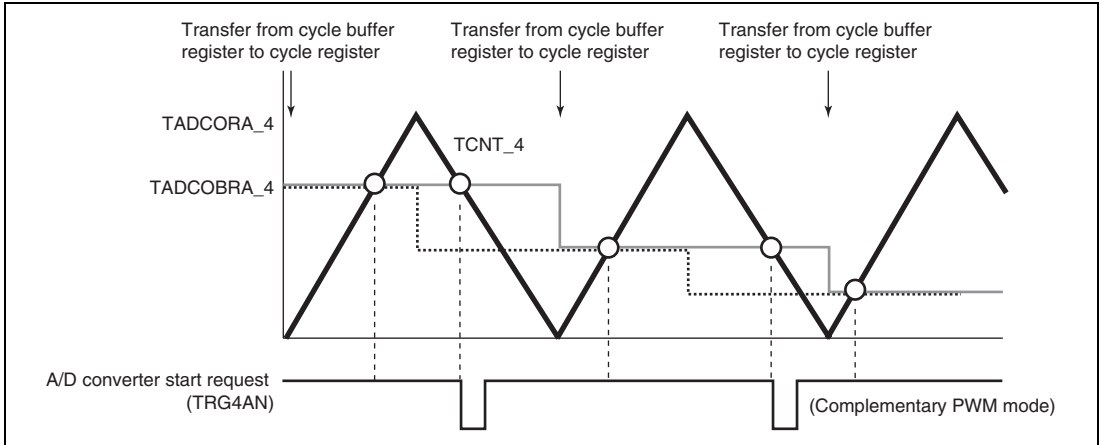 Transfer from cycle buffer
register to cycle register
Transfer from cycle buffer
register to cycle register
Transfer from cycle buffer
register to cycle register
TADCORA_4
TCNT_4
TADCOBRA_4
A/D converter start request
(TRG4AN)
(Complementary PWM mode)